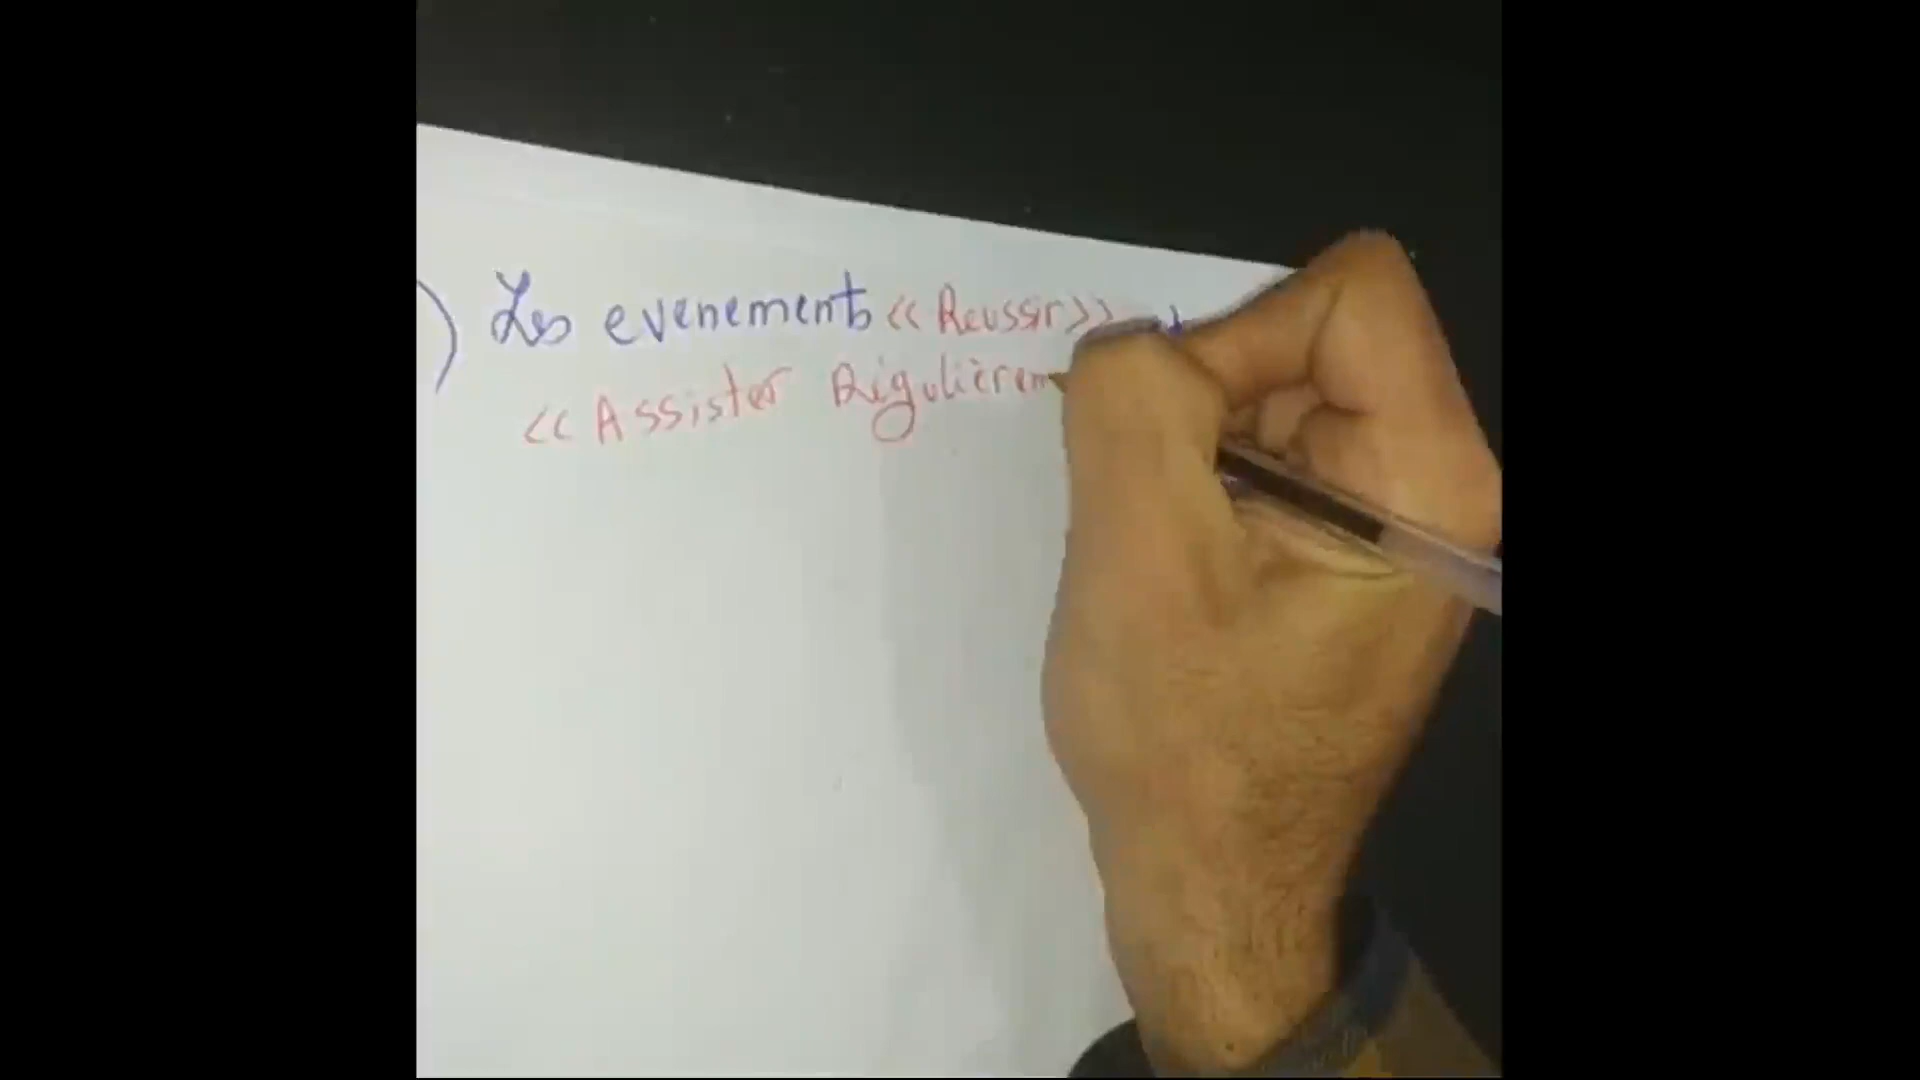 ) Les evenements << Reussir >>
<< Assister Régulièrem